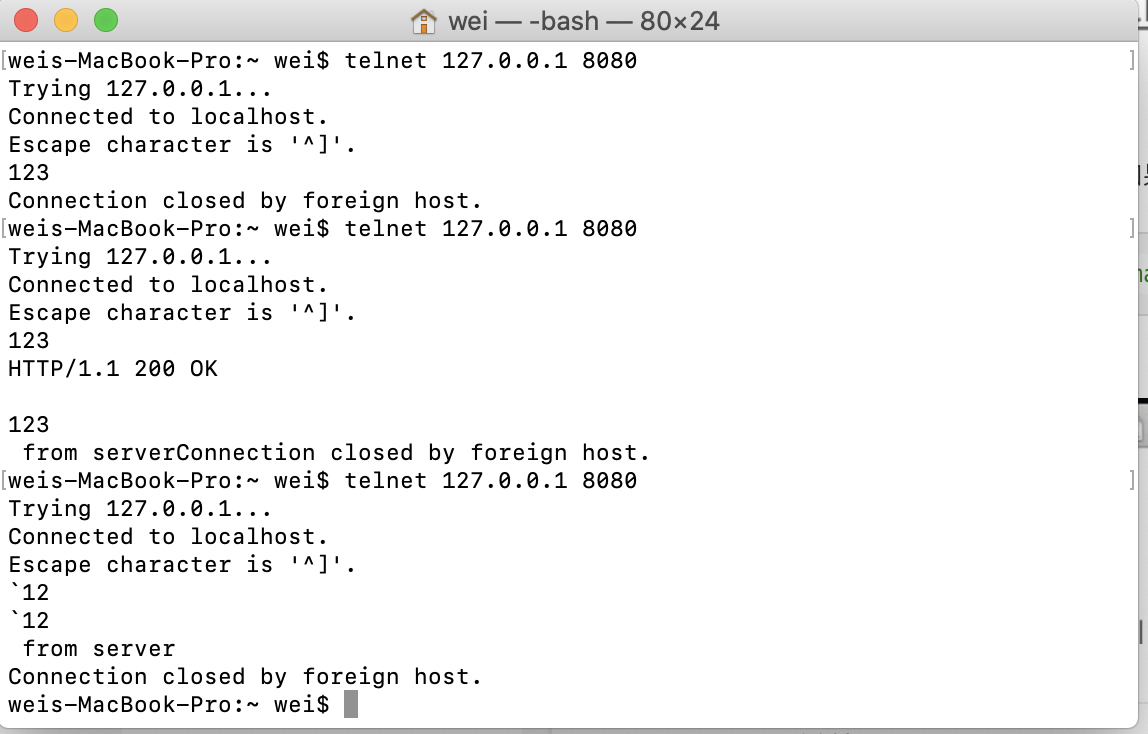 wei — -bash — 80×24
[weis-MacBook-Pro:~ wei$ telnet 127.0.0.1 8080 ]
Trying 127.0.0.1...
Connected to localhost.
Escape character is '^]'.
123
Connection closed by foreign host.
[weis-MacBook-Pro:~ wei$ telnet 127.0.0.1 8080 ]
Trying 127.0.0.1...
Connected to localhost.
Escape character is '^]'.
123
HTTP/1.1 200 OK

123
 from serverConnection closed by foreign host.
[weis-MacBook-Pro:~ wei$ telnet 127.0.0.1 8080 ]
Trying 127.0.0.1...
Connected to localhost.
Escape character is '^]'.
`12
`12
 from server
Connection closed by foreign host.
weis-MacBook-Pro:~ wei$